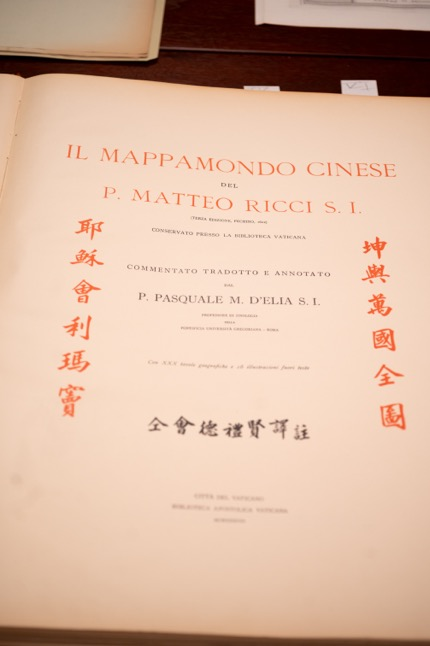 V-1
IL MAPPAMONDO CINESE
DEL
P. MATTEO RICCI S. I.
(TERZA EDIZIONE, PECHINO, 1602)
CONSERVATO PRESSO LA BIBLIOTECA VATICANA
坤輿萬國全圖
耶穌會利瑪竇
COMMENTATO TRADOTTO E ANNOTATO
DAL
P. PASQUALE M. D'ELIA S. I.
PROFESSORE DI SINOLOGIA
NELLA
PONTIFICIA UNIVERSITÀ GREGORIANA - ROMA
Con XXX tavole geografiche e 16 illustrazioni fuori testo
仝會德禮賢譯註
CITTÀ DEL VATICANO
BIBLIOTECA APOSTOLICA VATICANA